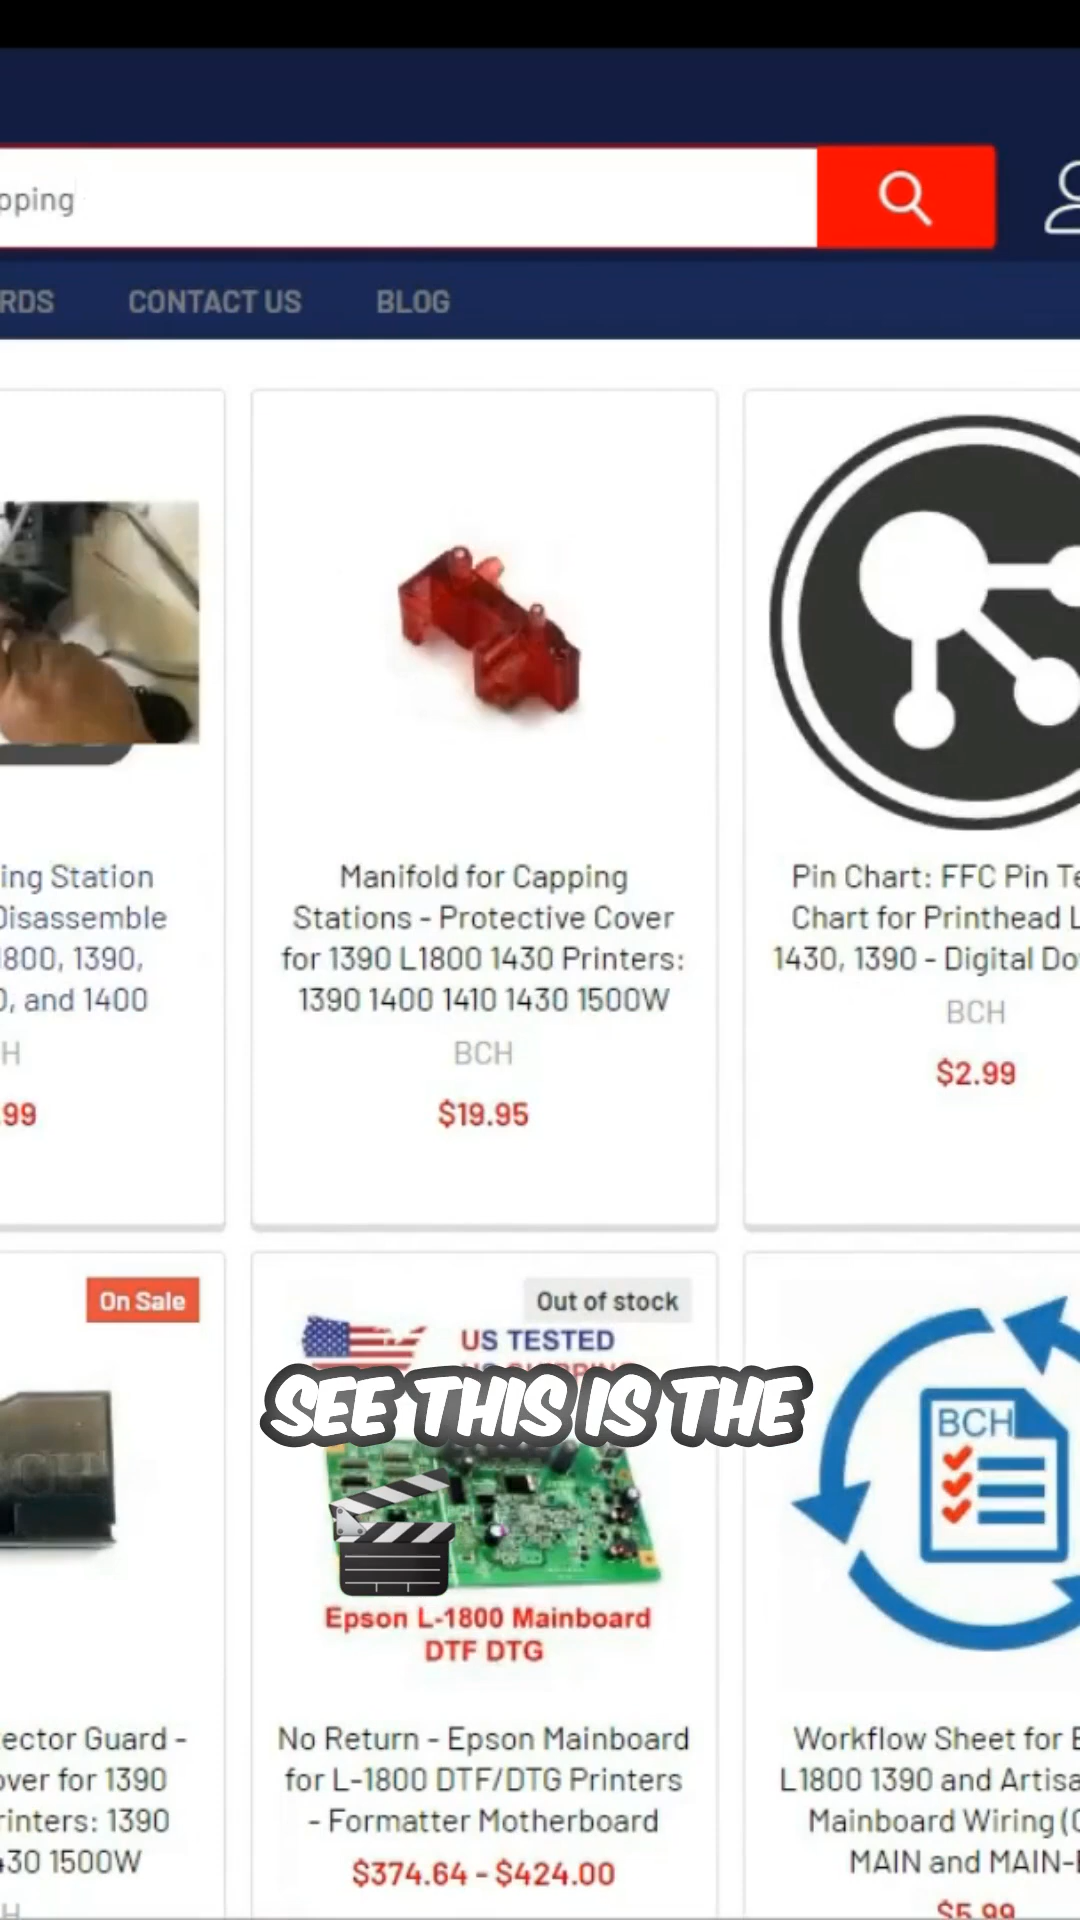 pping
RDS CONTACT US BLOG
ing Station
Disassemble
1800, 1390,
0, and 1400
H
.99
Manifold for Capping
Stations - Protective Cover
for 1390 L1800 1430 Printers:
1390 1400 1410 1430 1500W
BCH
$19.95
Pin Chart: FFC Pin Te
Chart for Printhead L
1430, 1390 - Digital Do
BCH
$2.99
On Sale
Out of stock
US TESTED
SEE THIS IS THE
Epson L-1800 Mainboard
DTF DTG
BCH
ector Guard -
over for 1390
rinters: 1390
430 1500W
H
No Return - Epson Mainboard
for L-1800 DTF/DTG Printers
- Formatter Motherboard
$374.64 - $424.00
Workflow Sheet for E
L1800 1390 and Artisa
Mainboard Wiring (C
MAIN and MAIN-
$5.99